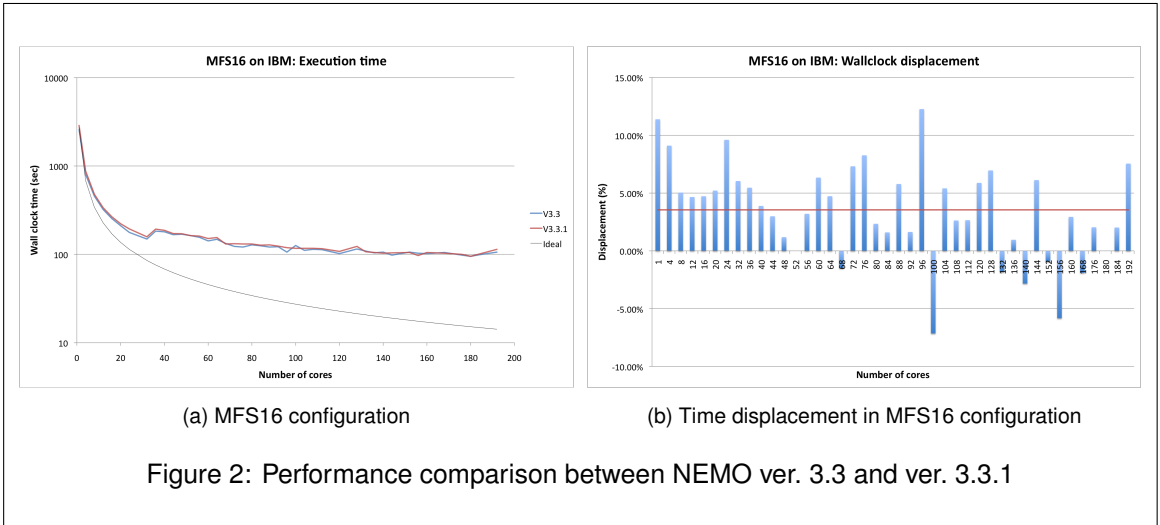 MFS16 on IBM: Execution time
10000
1000
100
10
Wall clock time (sec)
0 20 40 60 80 100 120 140 160 180 200
Number of cores
V3.3
V3.3.1
Ideal
(a) MFS16 configuration
MFS16 on IBM: Wallclock displacement
15.00%
10.00%
5.00%
0.00%
-5.00%
-10.00%
Displacement (%)
1 4 8 12 16 20 24 32 36 40 44 48 52 56 60 64 68 72 76 80 84 88 92 96 100 104 108 112 120 128 132 136 140 144 152 156 160 168 176 180 184 192
Number of cores
(b) Time displacement in MFS16 configuration
Figure 2: Performance comparison between NEMO ver. 3.3 and ver. 3.3.1